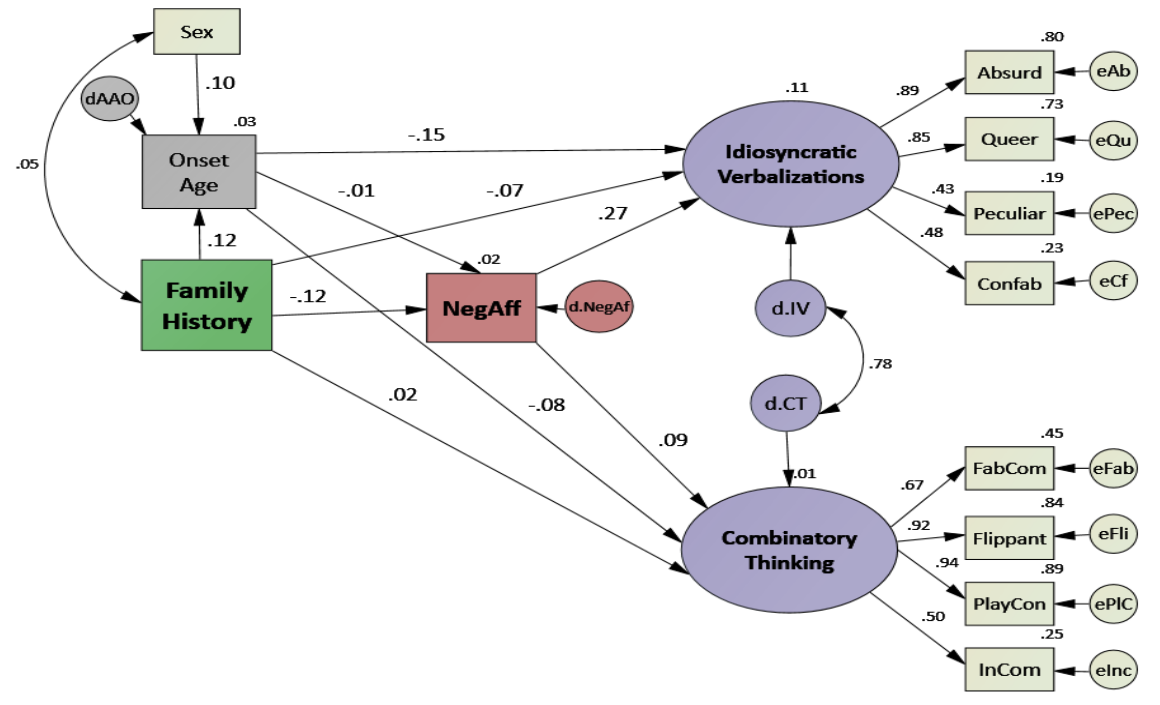 Sex
.80
Absurd
eAb
.10
dAAO
.89
.11
.73
.03
Onset
Age
-.15
Idiosyncratic
Verbalizations
.85
Queer
eQu
.05
-.01
-.07
.19
.43
Peculiar
ePec
.27
.48
.23
.12
Confab
eCf
.02
Family
History
-.12
NegAff
d.NegAf
d.IV
.78
d.CT
.02
-.08
.09
.45
FabCom
eFab
.01
.67
.84
.92
Flippant
eFli
Combinatory
Thinking
.94
.89
PlayCon
ePlC
.50
.25
InCom
eInc